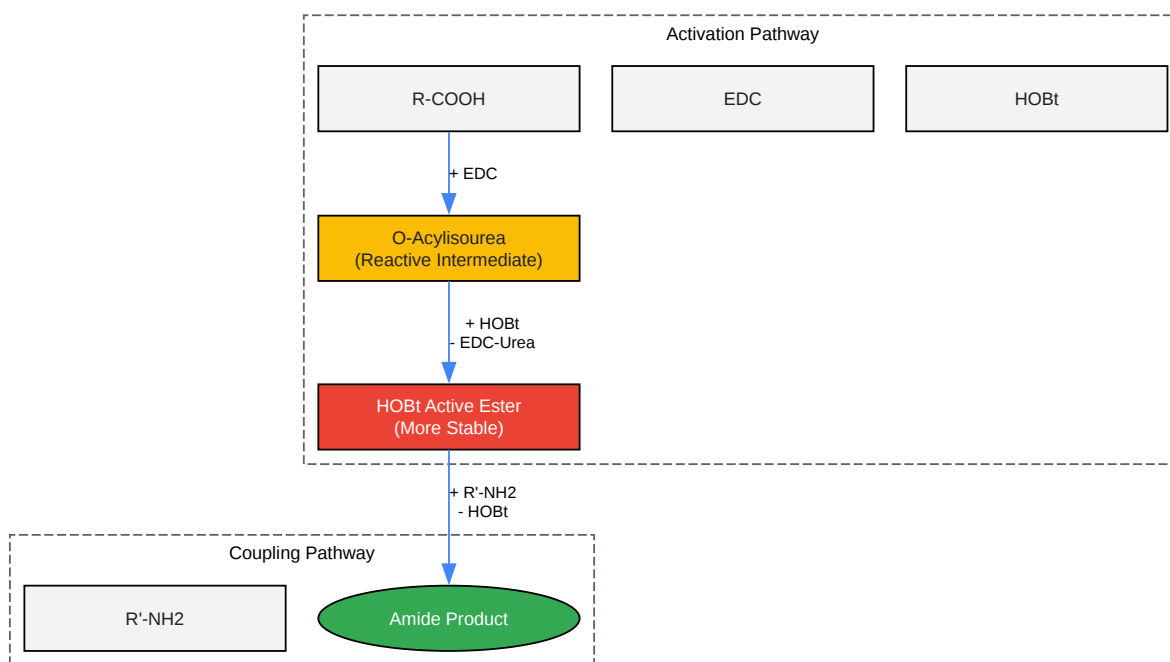 Activation Pathway
R-COOH
EDC
HOBt
+ EDC
O-Acylisourea
(Reactive Intermediate)
+ HOBt
- EDC-Urea
HOBt Active Ester
(More Stable)
+ R'-NH2
- HOBt
Coupling Pathway
R'-NH2
Amide Product